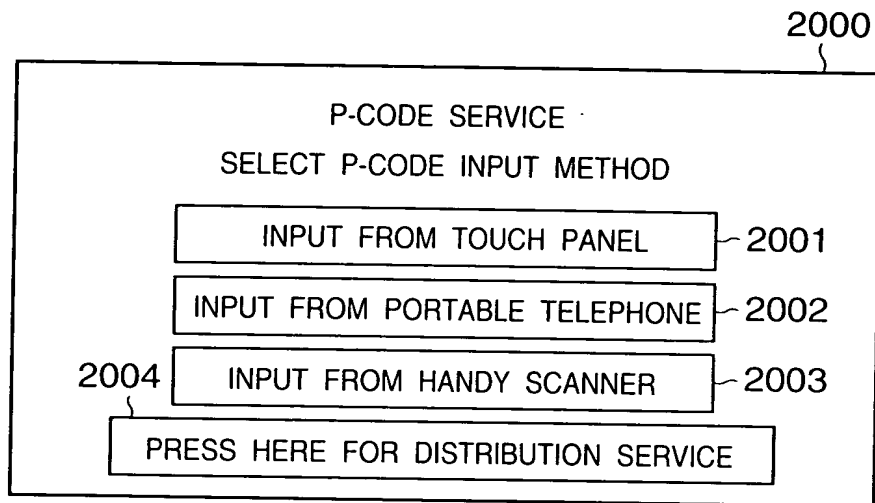 2000
P-CODE SERVICE
SELECT P-CODE INPUT METHOD
INPUT FROM TOUCH PANEL 2001
INPUT FROM PORTABLE TELEPHONE 2002
INPUT FROM HANDY SCANNER 2003
2004
PRESS HERE FOR DISTRIBUTION SERVICE